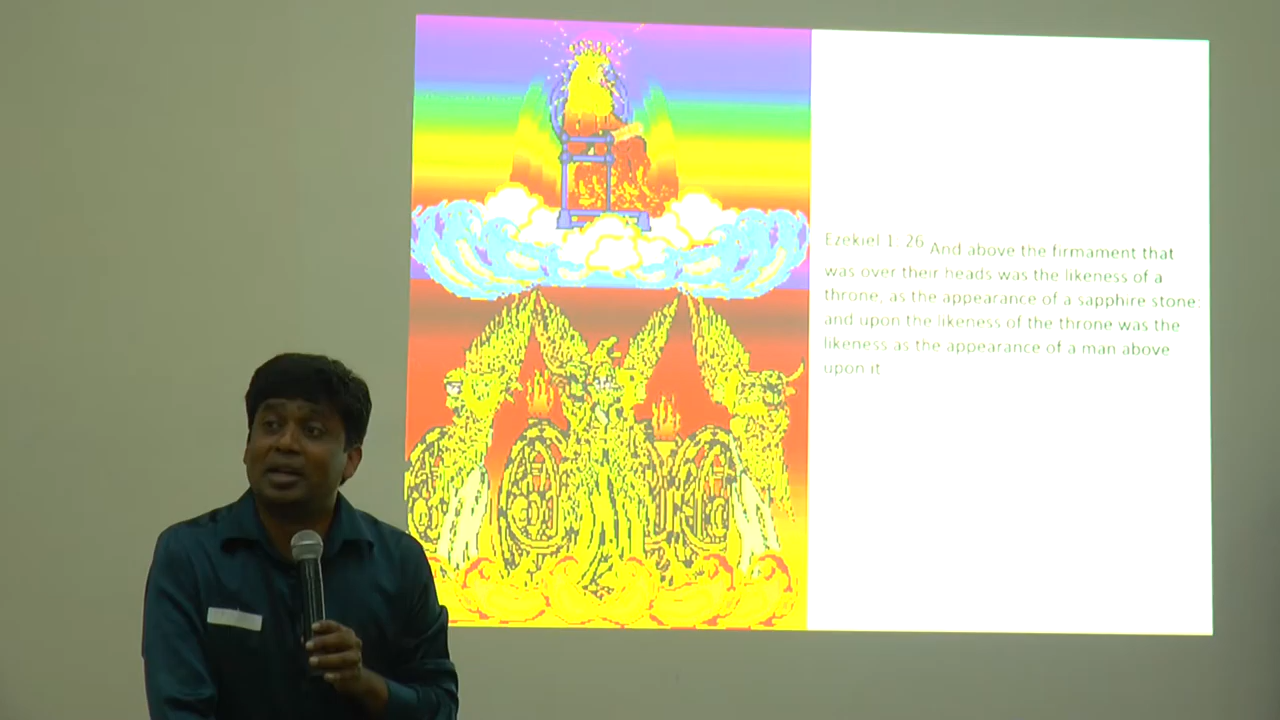 Ezekiel 1: 26 And above the firmament that
was over their heads was the likeness of a
throne, as the appearance of a sapphire stone:
and upon the likeness of the throne was the
likeness as the appearance of a man above
upon it